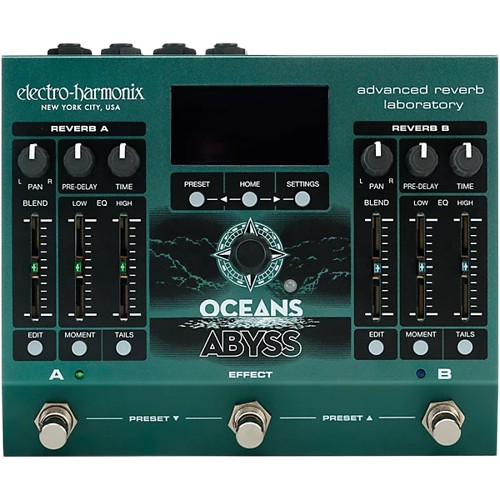 electro-harmonix
NEW YORK CITY, USA
advanced reverb
laboratory
REVERB A
REVERB B
L R
PAN PRE-DELAY TIME
BLEND LOW EQ HIGH
PRESET HOME SETTINGS
L R
PAN PRE-DELAY TIME
BLEND LOW EQ HIGH
OCEANS
ABYSS
EDIT MOMENT TAILS
EDIT MOMENT TAILS
A EFFECT B
PRESET ▼ PRESET ▲